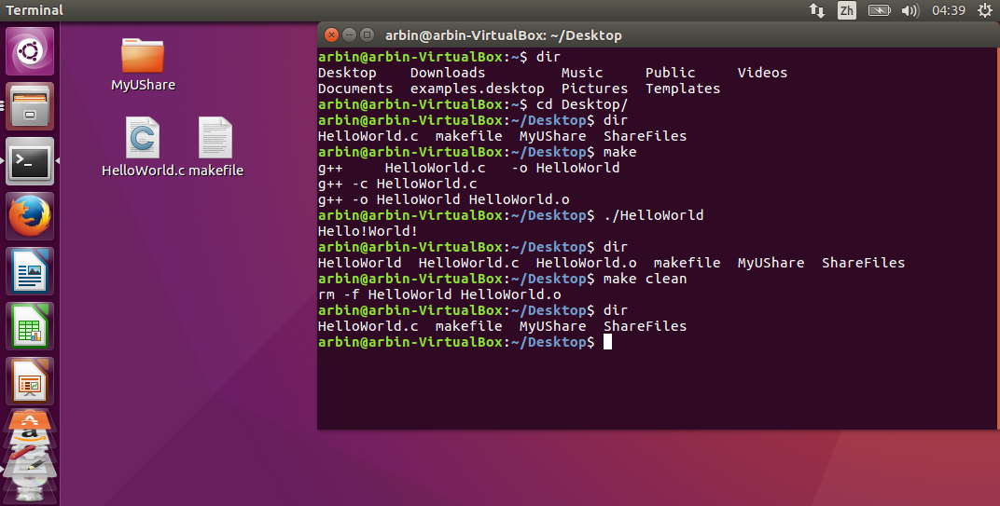 Terminal
Zh
04:39
MyUShare
HelloWorld.c makefile
arbin@arbin-VirtualBox: ~/Desktop
arbin@arbin-VirtualBox:~$ dir
Desktop    Downloads         Music     Public     Videos
Documents  examples.desktop  Pictures  Templates
arbin@arbin-VirtualBox:~$ cd Desktop/
arbin@arbin-VirtualBox:~/Desktop$ dir
HelloWorld.c  makefile  MyUShare  ShareFiles
arbin@arbin-VirtualBox:~/Desktop$ make
g++     HelloWorld.c   -o HelloWorld
g++ -c HelloWorld.c
g++ -o HelloWorld HelloWorld.o
arbin@arbin-VirtualBox:~/Desktop$ ./HelloWorld
Hello!World!
arbin@arbin-VirtualBox:~/Desktop$ dir
HelloWorld  HelloWorld.c  HelloWorld.o  makefile  MyUShare  ShareFiles
arbin@arbin-VirtualBox:~/Desktop$ make clean
rm -f HelloWorld HelloWorld.o
arbin@arbin-VirtualBox:~/Desktop$ dir
HelloWorld.c  makefile  MyUShare  ShareFiles
arbin@arbin-VirtualBox:~/Desktop$